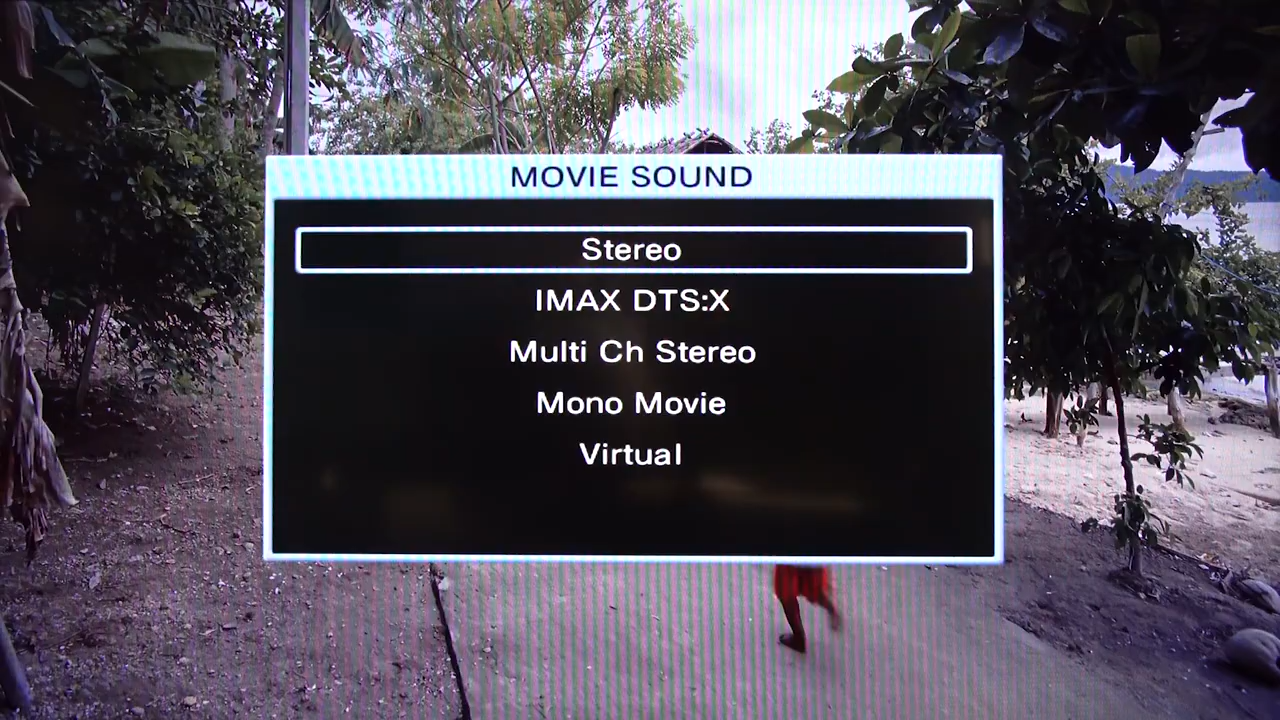 MOVIE SOUND
Stereo
IMAX DTS:X
Multi Ch Stereo
Mono Movie
Virtual